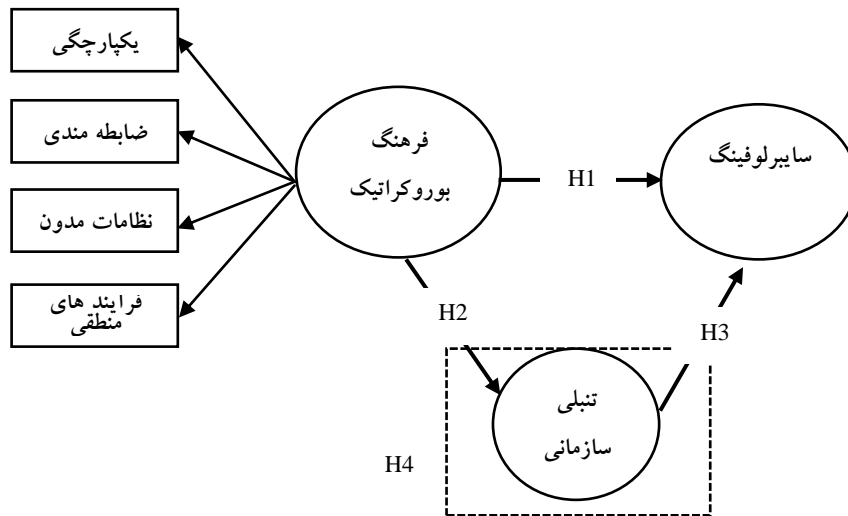 یکپارچگی
ضابطه مندی
نظامات مدون
فرایند های
منطقی
فرهنگ
بوروکراتیک
سایبرلوفینگ
H1
H2
H3
تنبلی
سازمانی
H4